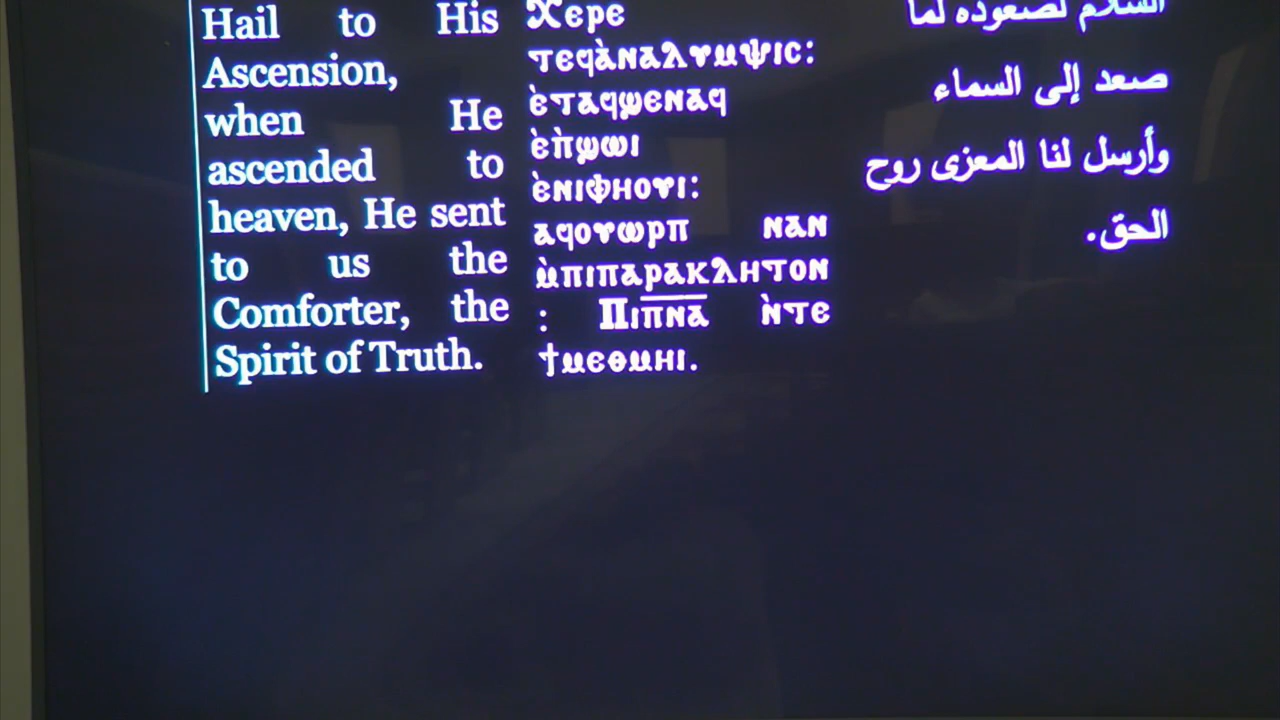 Hail to His
Ascension,
when He
ascended to
heaven, He sent
to us the
Comforter, the
Spirit of Truth.
Ⲭⲉⲣⲉ
ⲧⲉϥⲁ̀ⲛⲁⲗⲩⲙⲯⲓⲥ:
ⲉ̀ⲧⲁϥϣⲉⲛⲁϥ
ⲉ̀ⲡ̀ϣⲱⲓ
ⲉ̀ⲛⲓⲫⲏⲟⲩⲓ:
ⲁϥⲟⲩⲱⲣⲡ ⲛⲁⲛ
ⲙ̀ⲡⲓⲡⲁⲣⲁⲕⲗⲏⲧⲟⲛ
: Ⲡⲓⲡ̅ⲛ̅ⲁ̅ ⲛ̀ⲧⲉ
ϯⲙⲉⲑⲙⲏⲓ.
السلام لصعوده لما
صعد إلى السماء
وأرسل لنا المعزى روح
الحق.